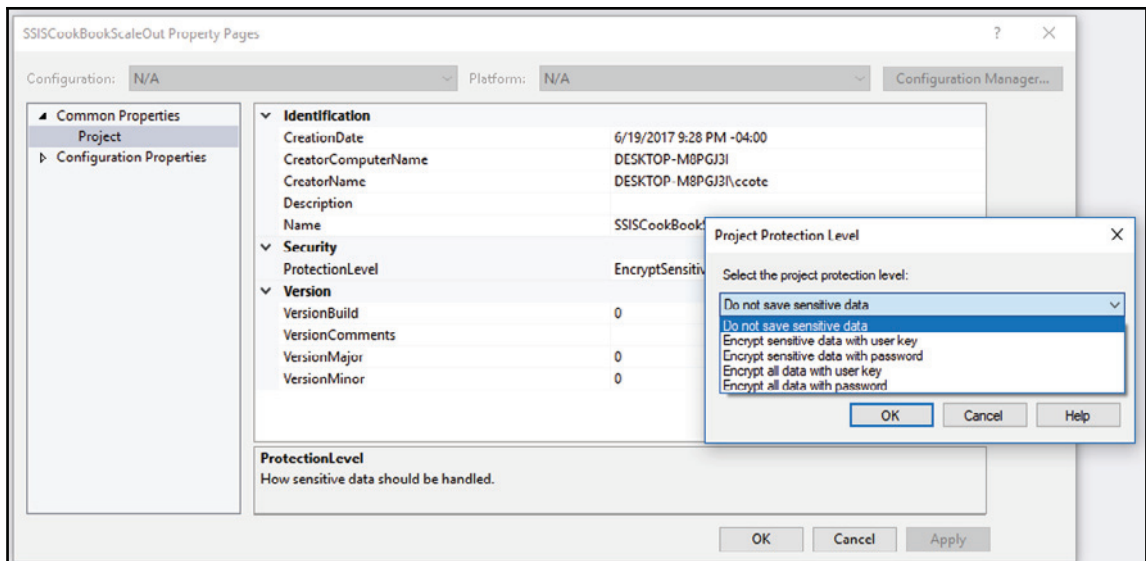 SSISCookBookScaleOut Property Pages
?
Configuration: N/A Platform: N/A Configuration Manager...
Common Properties
Project
Configuration Properties
Identification
CreationDate 6/19/2017 9:28 PM -04:00
CreatorComputerName DESKTOP-M8PGJ3I
CreatorName DESKTOP-M8PGJ3I\ccote
Description
Name SSISCookBookS
Security
ProtectionLevel EncryptSensitiv
Version
VersionBuild 0
VersionComments
VersionMajor 0
VersionMinor 0
ProtectionLevel
How sensitive data should be handled.
OK Cancel Apply
Project Protection Level
Select the project protection level:
Do not save sensitive data
Do not save sensitive data
Encrypt sensitive data with user key
Encrypt sensitive data with password
Encrypt all data with user key
Encrypt all data with password
OK Cancel Help